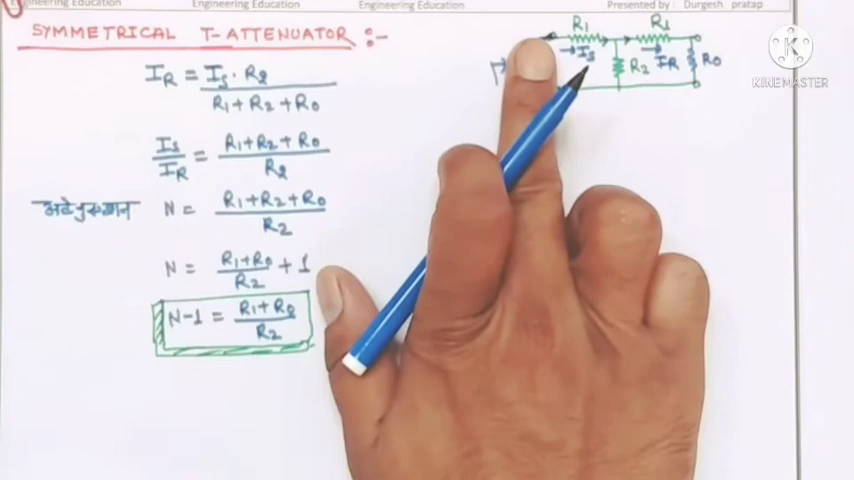 Engineering Education Engineering Education Engineering Education Presented by : Durgesh pratap
SYMMETRICAL T-ATTENUATOR :-
R1 R1
Is IR
R2 R0
KINEMASTER
IR = Is · R2 / R1 + R2 + R0
Is / IR = R1 + R2 + R0 / R2
N = R1 + R2 + R0 / R2
N = R1 + R0 / R2 + 1
N-1 = R1 + R0 / R2